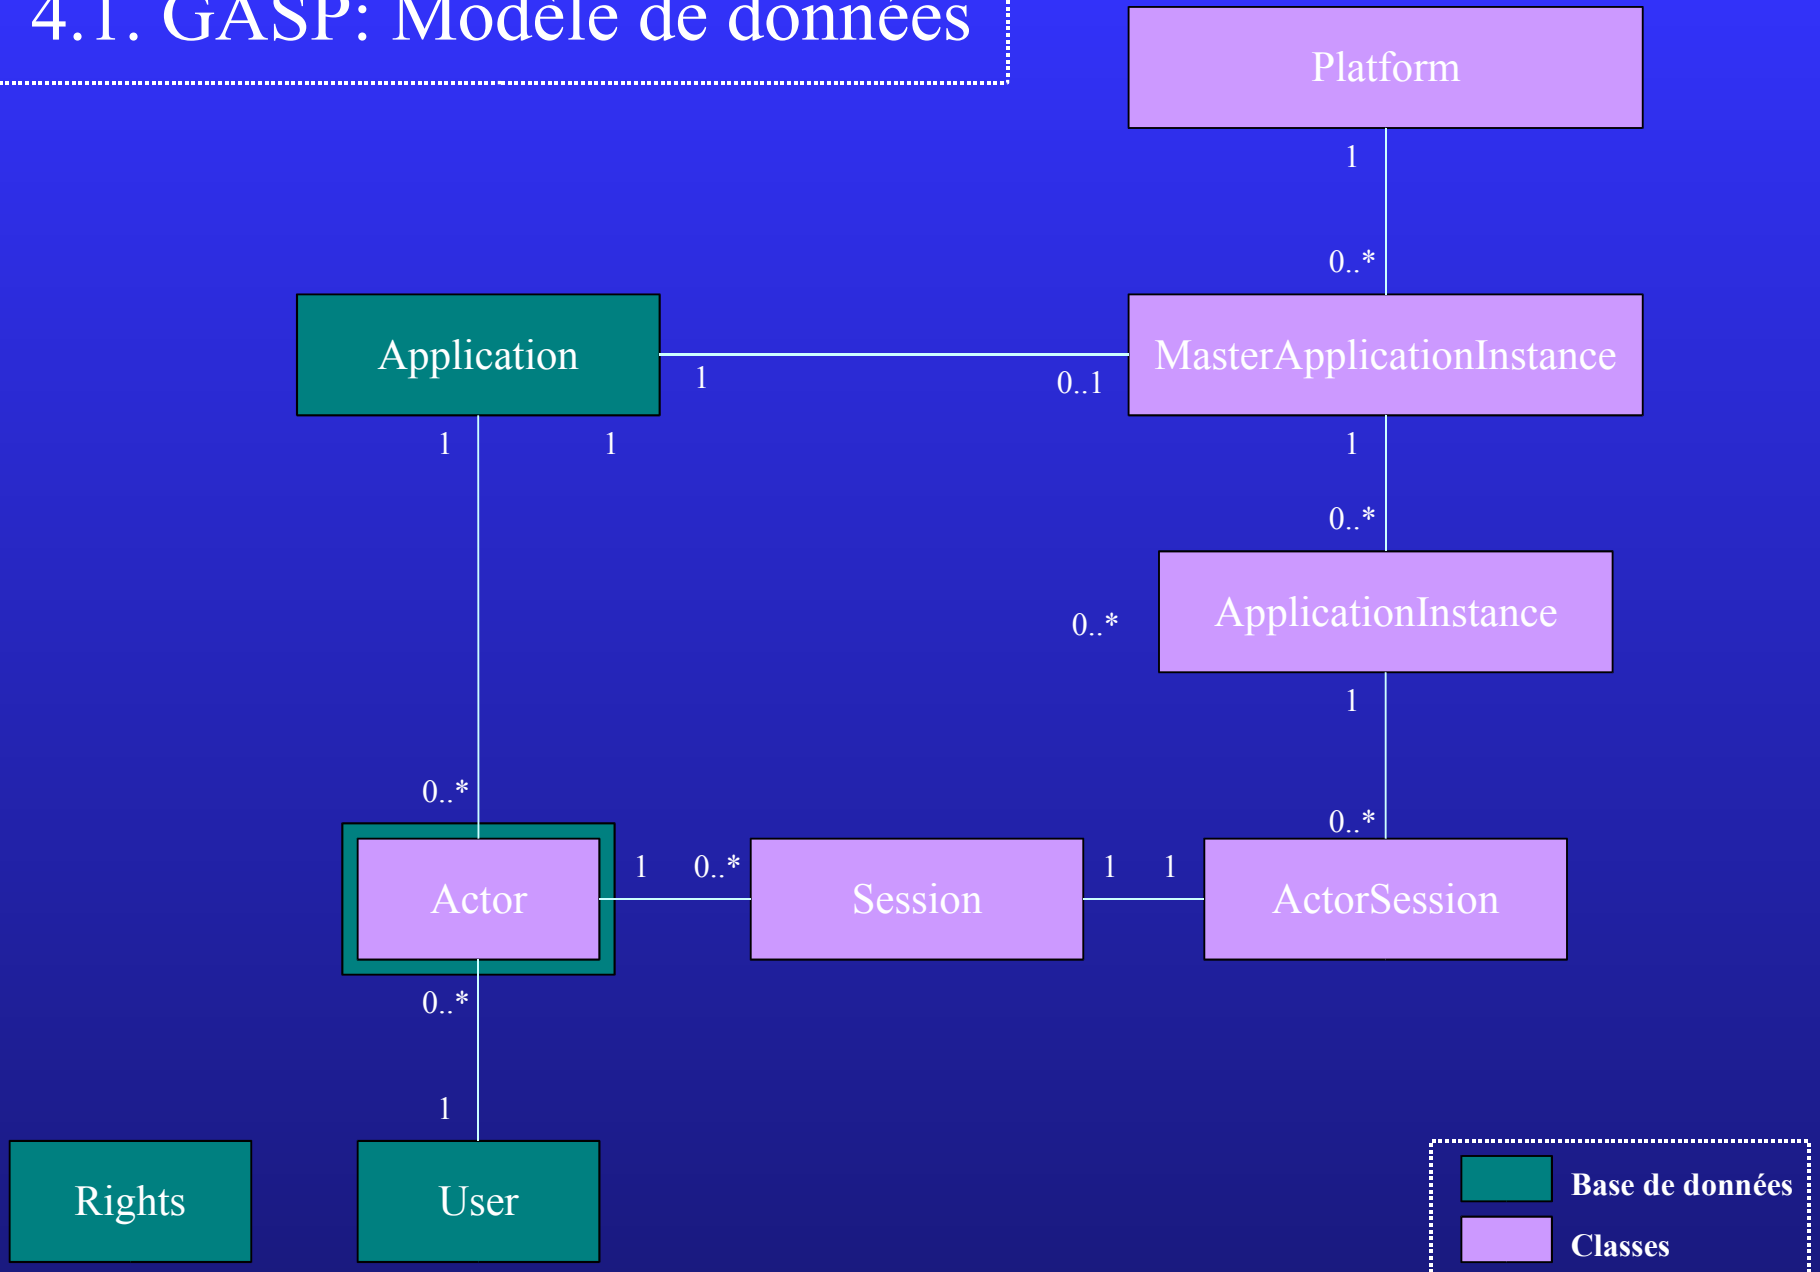 4.1. GASP: Modèle de données
Platform
1
0..*
Application
MasterApplicationInstance
1
0..1
1
1
1
0..*
ApplicationInstance
0..*
1
0..*
0..*
Actor
1
0..*
Session
1
1
ActorSession
0..*
1
Rights
User
Base de données
Classes